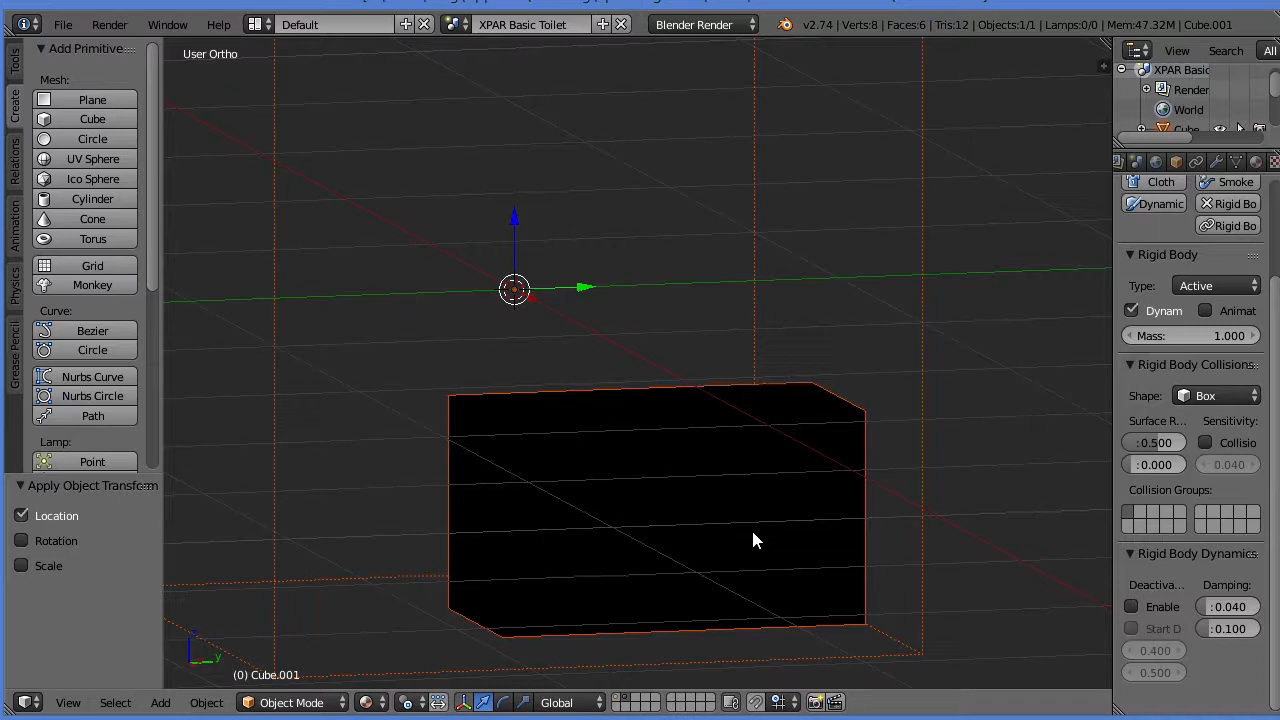 File Render Window Help Default XPAR Basic Toilet Blender Render v2.74 | Verts:8 | Faces:6 | Tris:12 | Objects:1/1 | Lamps:0/0 | Mem:47.32M | Cube.001
Tools
Create
Relations
Animation
Physics
Grease Pencil
Add Primitive
Mesh:
Plane
Cube
Circle
UV Sphere
Ico Sphere
Cylinder
Cone
Torus
Grid
Monkey
Curve:
Bezier
Circle
Nurbs Curve
Nurbs Circle
Path
Lamp:
Point
Apply Object Transform
Location
Rotation
Scale
User Ortho
y
(0) Cube.001
View Select Add Object Object Mode Global
View Search All
XPAR Basic
Render
World
Cube
Cloth Smoke
Dynamic Rigid Bo
Rigid Bo
Rigid Body
Type: Active
Dynam Animat
Mass: 1.000
Rigid Body Collisions
Shape: Box
Surface R... Sensitivity:
:0.500 Collisio
:0.000 0.040
Collision Groups:
Rigid Body Dynamics
Deactiva... Damping:
Enable :0.040
Start D :0.100
0.400
0.500